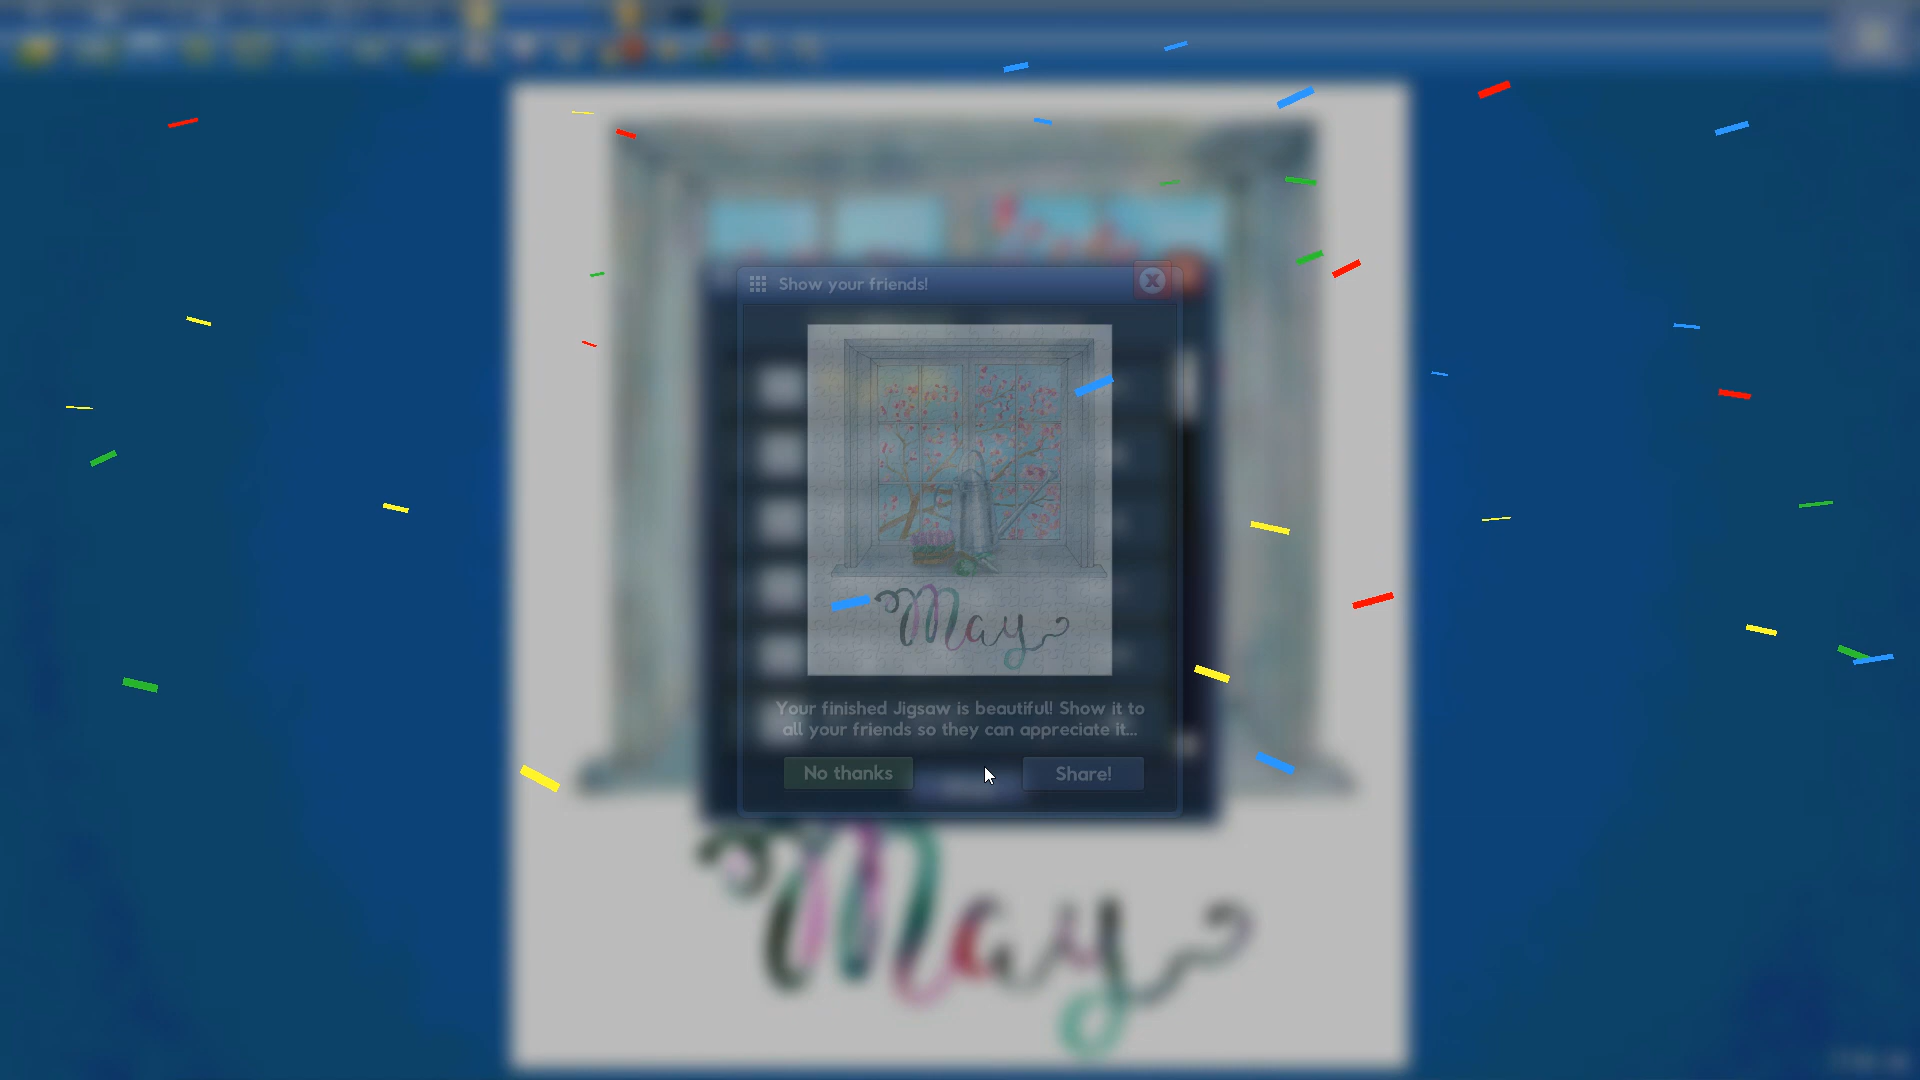 Show your friends!
May
Your finished Jigsaw is beautiful! Show it to
all your friends so they can appreciate it...
No thanks
Share!
May